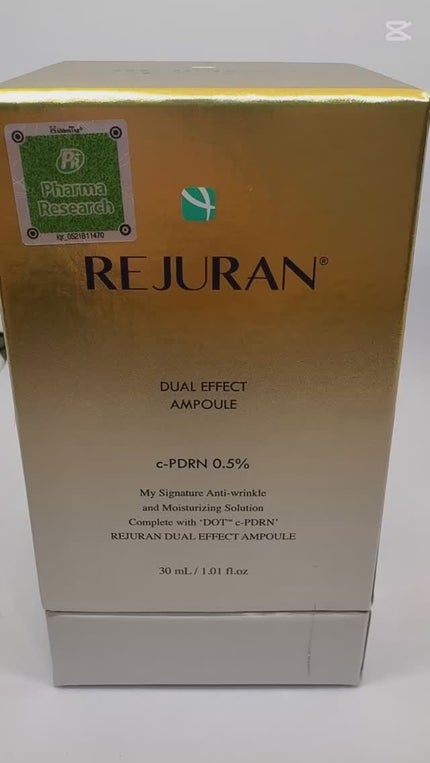 Pharma
Research
kjr_0521B11470
REJURAN®
DUAL EFFECT
AMPOULE
c-PDRN 0.5%
My Signature Anti-wrinkle
and Moisturizing Solution
Complete with ‘DOT™ c-PDRN’
REJURAN DUAL EFFECT AMPOULE
30 mL / 1.01 fl.oz